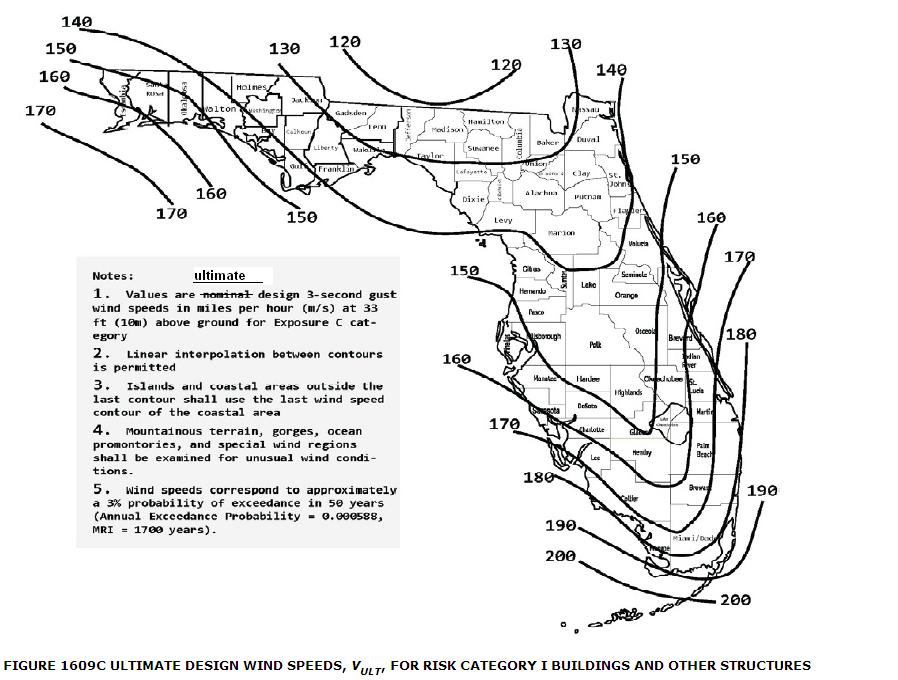 140
150
160
170
130
120
120
130
140
150
160
170
180
190
200
160
170
150
150
160
170
180
190
200
Santa Rosa
Okaloosa
Walton
Holmes
Washington
Jackson
Bay
Calhoun
Gulf
Liberty
Franklin
Gadsden
Leon
Wakulla
Jefferson
Madison
Taylor
Hamilton
Suwanee
Lafayette
Columbia
Baker
Union
Nassau
Duval
Clay
St. Johns
Dixie
Alachua
Putnam
Flagler
Levy
Marion
Volusia
Citrus
Sumter
Lake
Seminole
Hernando
Orange
Pasco
Hillsborough
Polk
Osceola
Brevard
Indian River
Manatee
Hardee
Highlands
Okeechobee
St. Lucie
Sarasota
DeSoto
Martin
Charlotte
Glades
Lee
Hendry
Palm Beach
Collier
Broward
Monroe
Miami/Dade
Notes:
ultimate
1. Values are nominal design 3-second gust
wind speeds in miles per hour (m/s) at 33
ft (10m) above ground for Exposure C cat-
egory
2. Linear interpolation between contours
is permitted
3. Islands and coastal areas outside the
last contour shall use the last wind speed
contour of the coastal area
4. Mountainous terrain, gorges, ocean
promontories, and special wind regions
shall be examined for unusual wind condi-
tions.
5. Wind speeds correspond to approximately
a 3% probability of exceedance in 50 years
(Annual Exceedance Probability = 0.000588,
MRI = 1700 years).
FIGURE 1609C ULTIMATE DESIGN WIND SPEEDS, VULT, FOR RISK CATEGORY I BUILDINGS AND OTHER STRUCTURES